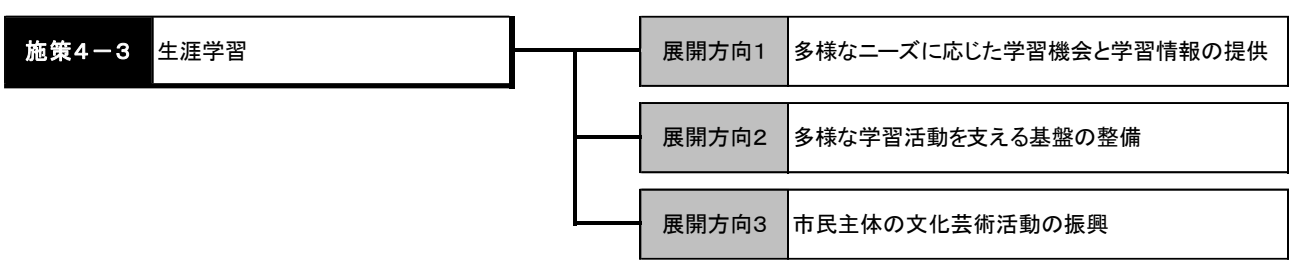 施策4－3 生涯学習
展開方向1 多様なニーズに応じた学習機会と学習情報の提供
展開方向2 多様な学習活動を支える基盤の整備
展開方向3 市民主体の文化芸術活動の振興